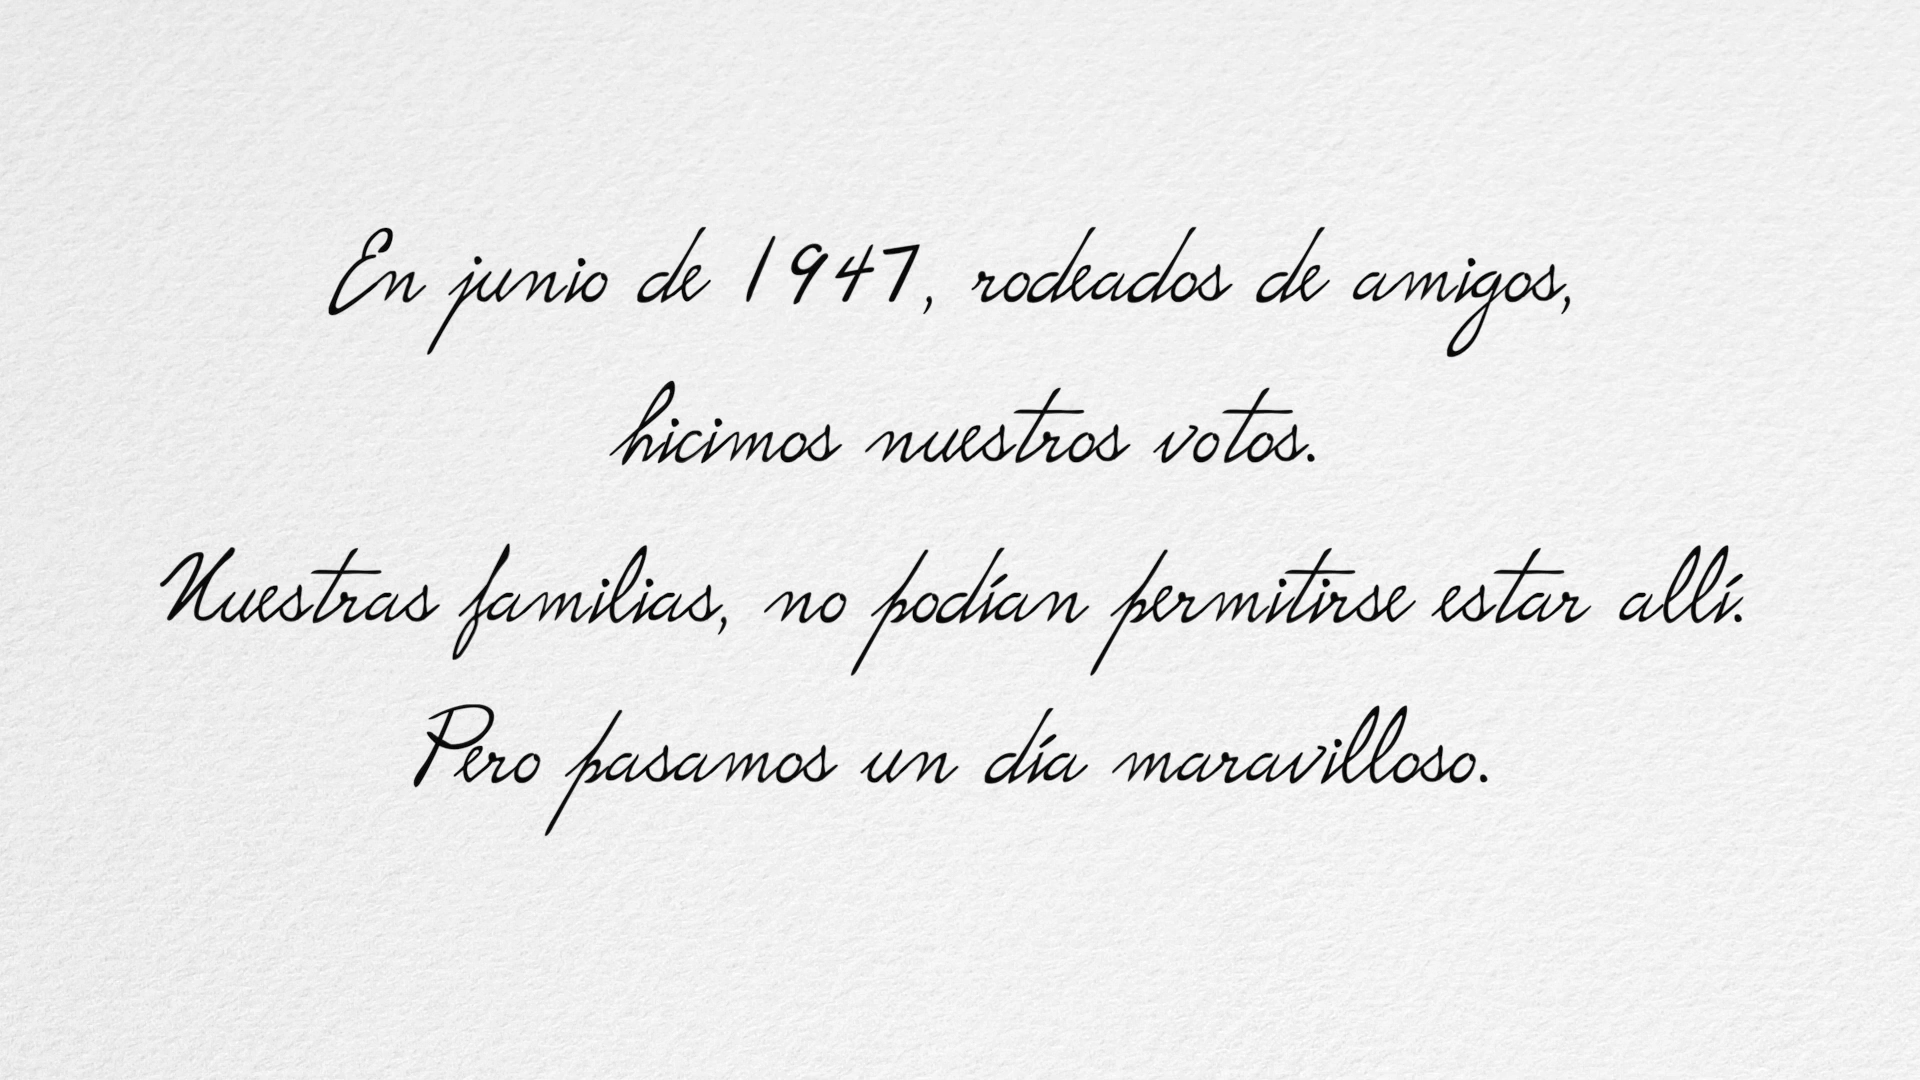 En junio de 1947, rodeados de amigos,
hicimos nuestros votos.
Nuestras familias, no podían permitirse estar allí.
Pero pasamos un día maravilloso.